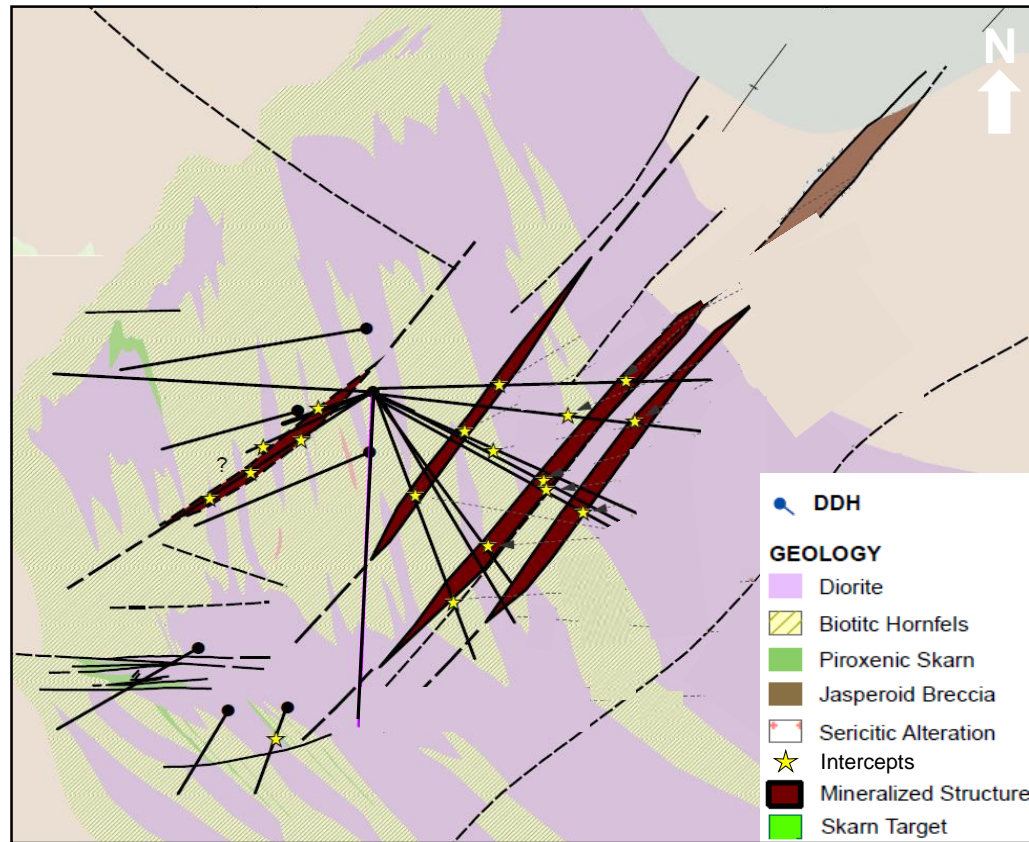 N
?
DDH
GEOLOGY
Diorite
Biotitc Hornfels
Piroxenic Skarn
Jasperoid Breccia
Sericitic Alteration
Intercepts
Mineralized Structure
Skarn Target